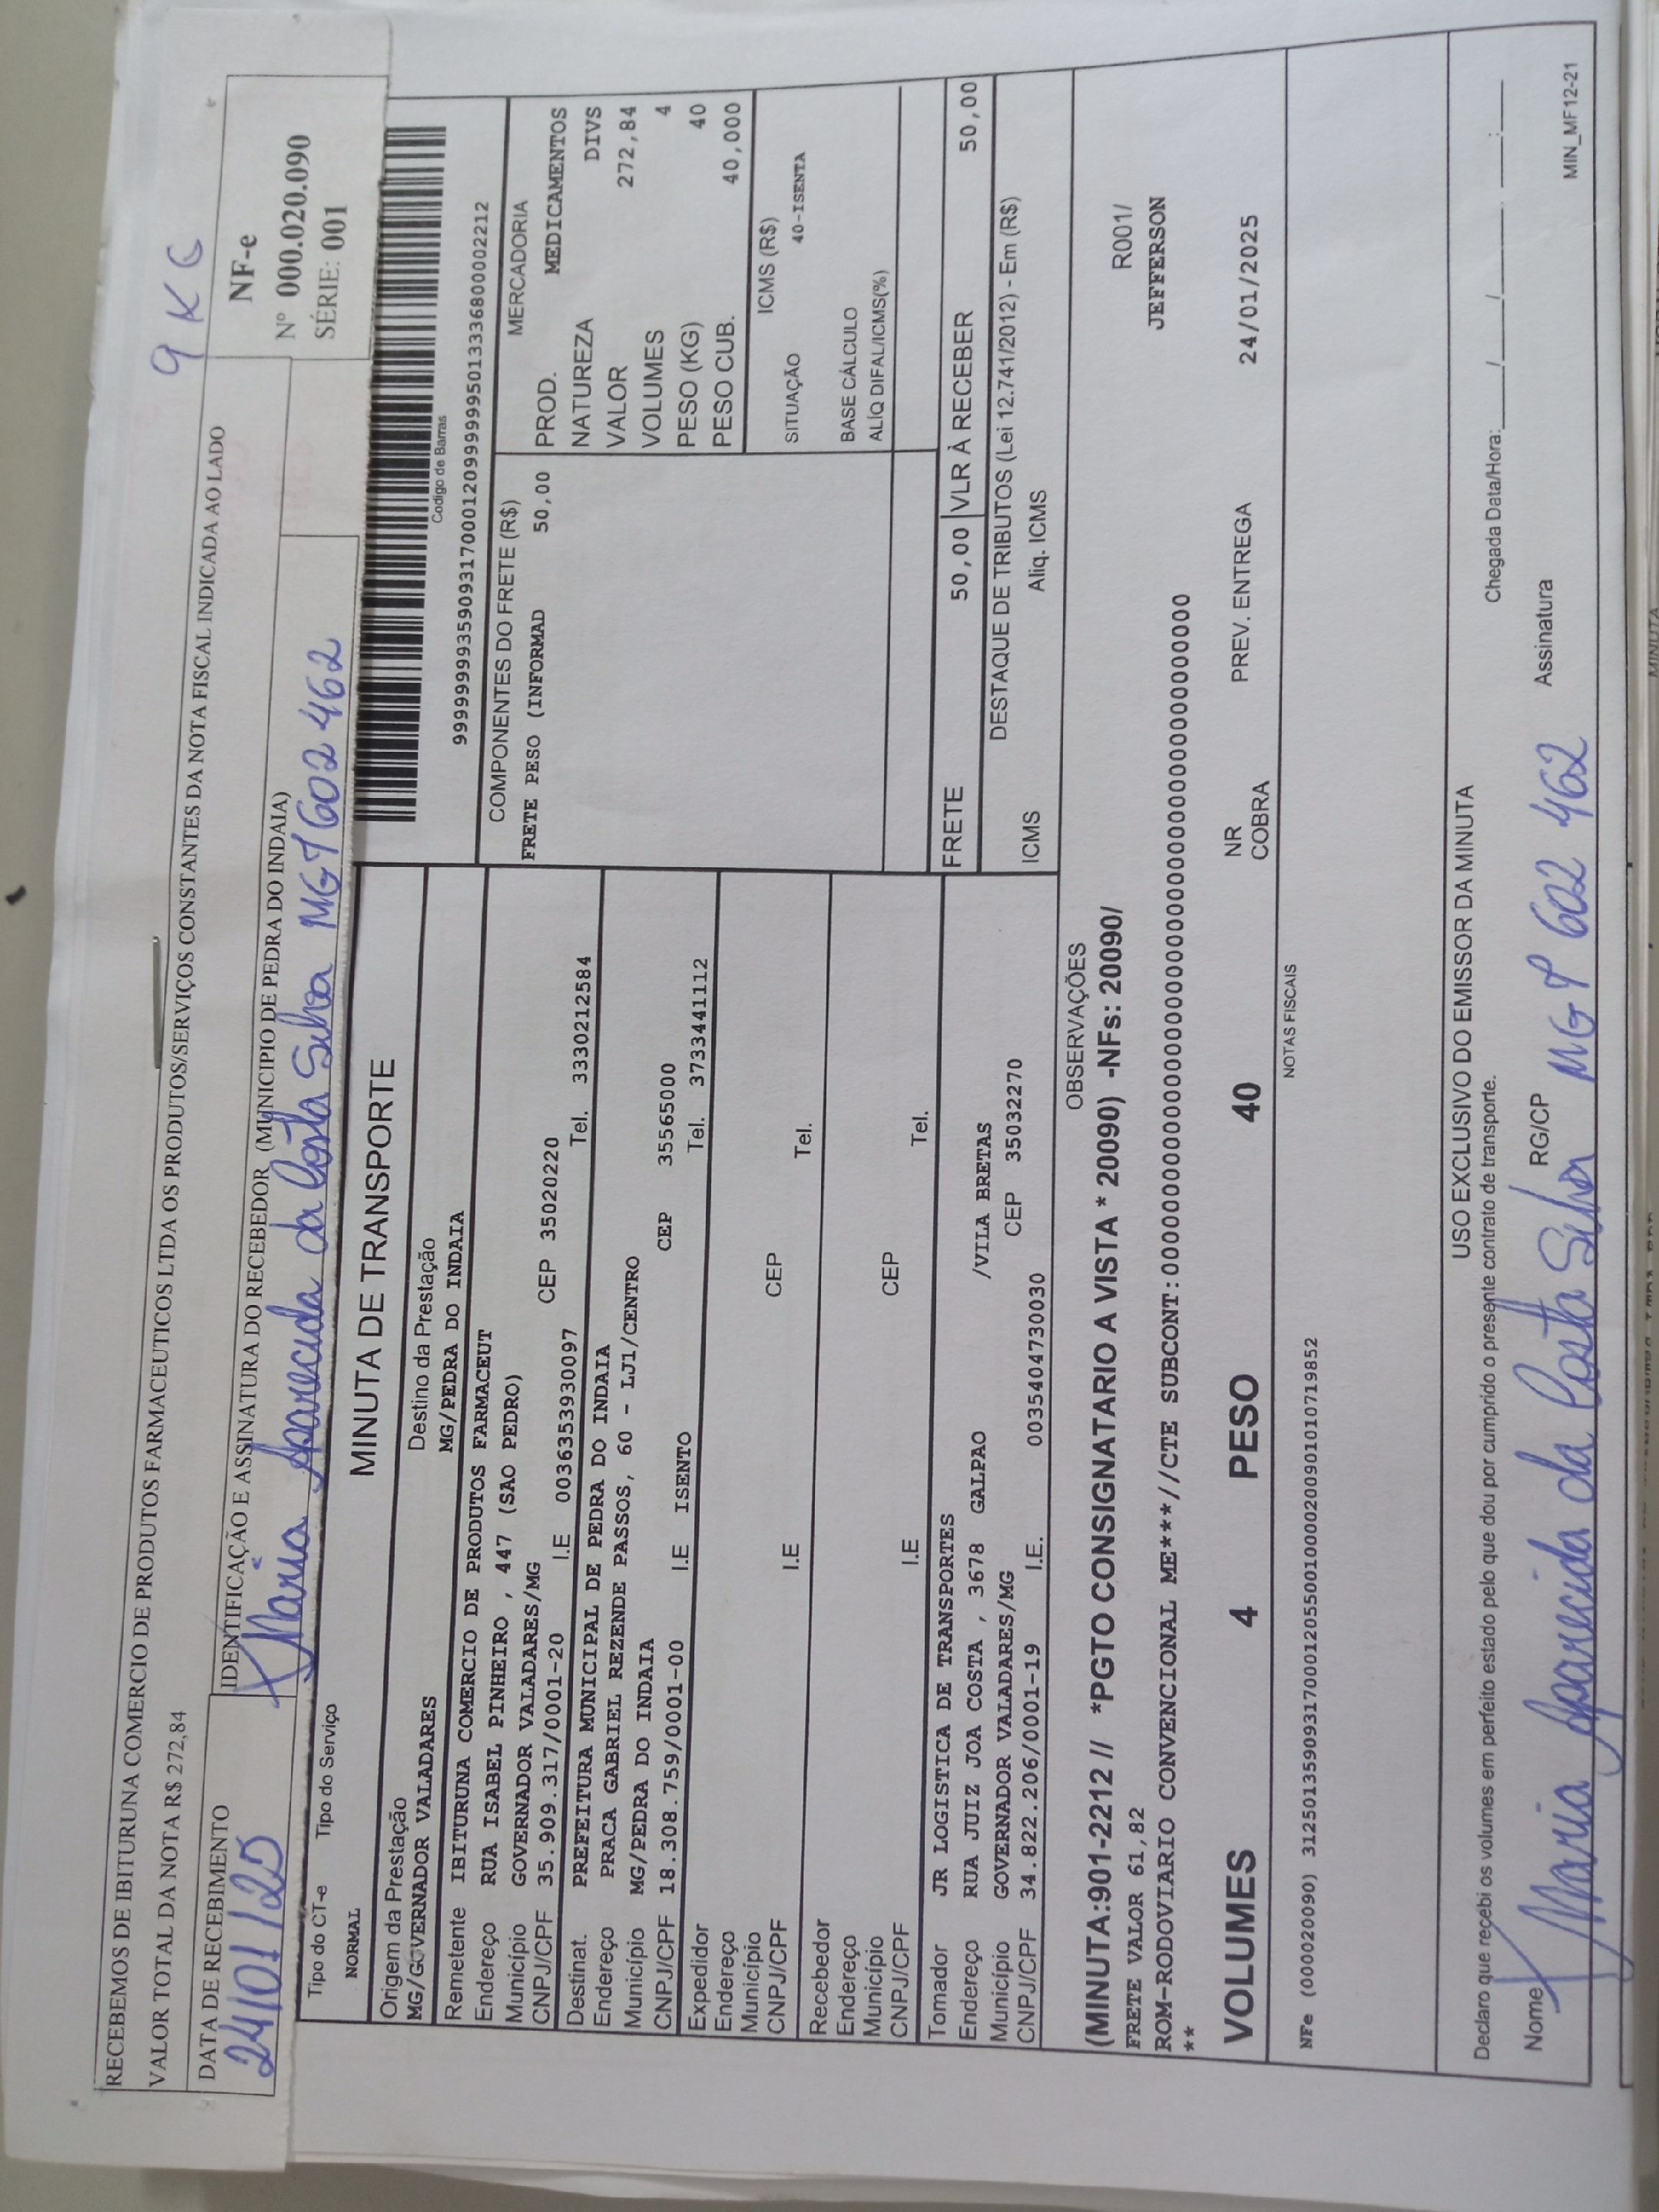 9 KG
RECEBEMOS DE IBITURUNA COMERCIO DE PRODUTOS FARMACEUTICOS LTDA OS PRODUTOS/SERVIÇOS CONSTANTES DA NOTA FISCAL INDICADA AO LADO
VALOR TOTAL DA NOTA R$ 272,84
NF-e
Nº 000.020.090
SÉRIE: 001
DATA DE RECEBIMENTO
24/01/25
IDENTIFICAÇÃO E ASSINATURA DO RECEBEDOR (MUNICIPIO DE PEDRA DO INDAIA)
Maria Aparecida da Costa Silva MG 7 602 462
Tipo do CT-e Tipo do Serviço
NORMAL
MINUTA DE TRANSPORTE
Codigo de Barras
Origem da Prestação Destino da Prestação
MG/GOVERNADOR VALADARES MG/PEDRA DO INDAIA
Remetente IBITURUNA COMERCIO DE PRODUTOS FARMACEUT
Endereço RUA ISABEL PINHEIRO , 447 (SAO PEDRO)
Município GOVERNADOR VALADARES/MG CEP 35020220
CNPJ/CPF 35.909.317/0001-20 I.E 0036353930097 Tel. 3330212584
Destinat. PREFEITURA MUNICIPAL DE PEDRA DO INDAIA
Endereço PRACA GABRIEL REZENDE PASSOS, 60 - LJ1/CENTRO
Município MG/PEDRA DO INDAIA CEP 35565000
CNPJ/CPF 18.308.759/0001-00 I.E ISENTO Tel. 3733441112
Expedidor
Endereço
Município CEP
CNPJ/CPF I.E Tel.
Recebedor
Endereço
Município CEP
CNPJ/CPF I.E Tel.
Tomador JR LOGISTICA DE TRANSPORTES
Endereço RUA JUIZ JOA COSTA , 3678 GALPAO /VILA BRETAS
Município GOVERNADOR VALADARES/MG CEP 35032270
CNPJ/CPF 34.822.206/0001-19 I.E. 0035404730030
COMPONENTES DO FRETE (R$)
FRETE PESO (INFORMAD 50,00
MERCADORIA
PROD. MEDICAMENTOS
NATUREZA DIVS
VALOR 272,84
VOLUMES 4
PESO (KG) 40
PESO CUB. 40,000
ICMS (R$)
SITUAÇÃO 40-ISENTA
BASE CÁLCULO
ALÍQ DIFAL/ICMS(%)
FRETE 50,00 VLR À RECEBER 50,00
DESTAQUE DE TRIBUTOS (Lei 12.741/2012) - Em (R$)
ICMS Aliq. ICMS
OBSERVAÇÕES
(MINUTA:901-2212 // *PGTO CONSIGNATARIO A VISTA * 20090) -NFs: 20090/ R001/
FRETE VALOR 61,82 JEFFERSON
**
VOLUMES 4 PESO 40 NR COBRA PREV. ENTREGA 24/01/2025
NOTAS FISCAIS
USO EXCLUSIVO DO EMISSOR DA MINUTA
Declaro que recebi os volumes em perfeito estado pelo que dou por cumprido o presente contrato de transporte. Chegada Data/Hora:____/____/____ ___:___
Nome RG/CP Assinatura
Maria Aparecida da Costa Silva MG 7 602 462
MIN_MF12-21